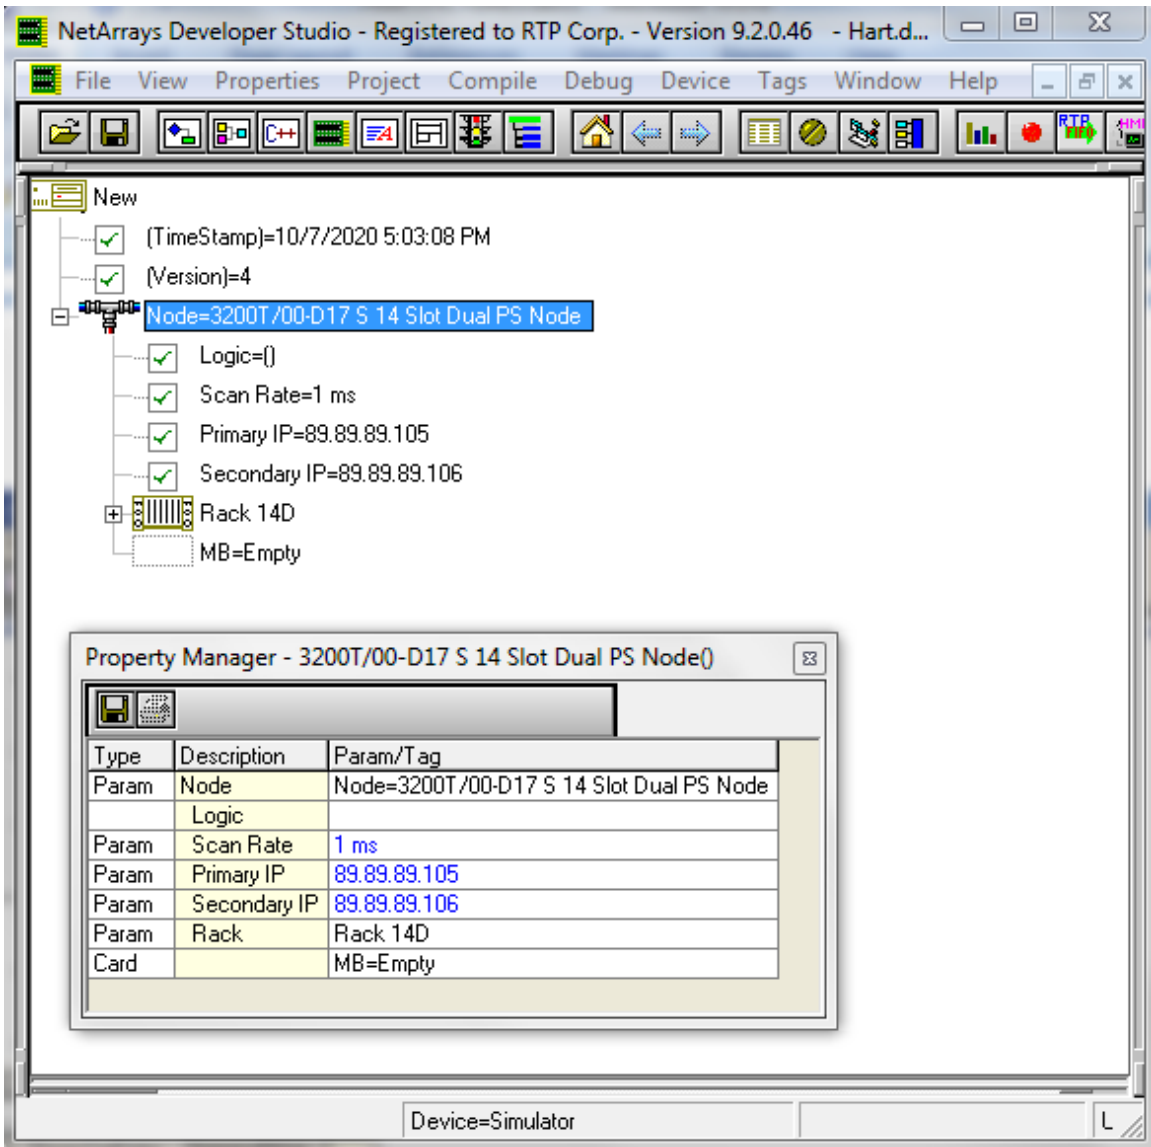 NetArrays Developer Studio - Registered to RTP Corp. - Version 9.2.0.46 - Hart.d...
File View Properties Project Compile Debug Device Tags Window Help
C++
RTP
FIFO
HMI
New
(TimeStamp)=10/7/2020 5:03:08 PM
(Version)=4
Node=3200T/00-D17 S 14 Slot Dual PS Node
Logic=()
Scan Rate=1 ms
Primary IP=89.89.89.105
Secondary IP=89.89.89.106
Rack 14D
MB=Empty
Property Manager - 3200T/00-D17 S 14 Slot Dual PS Node()
Type Description Param/Tag
Param Node Node=3200T/00-D17 S 14 Slot Dual PS Node
Logic
Param Scan Rate 1 ms
Param Primary IP 89.89.89.105
Param Secondary IP 89.89.89.106
Param Rack Rack 14D
Card MB=Empty
Device=Simulator L